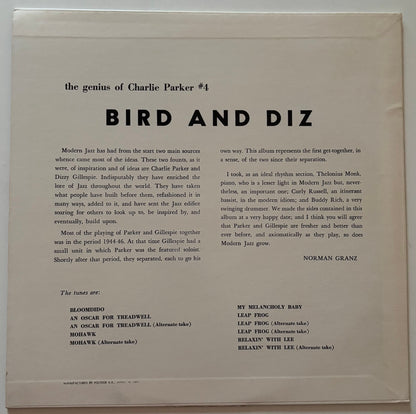 the genius of Charlie Parker #4
BIRD AND DIZ
Modern Jazz has had from the start two main sources
whence came most of the ideas. These two founts, as it
were, of inspiration and of ideas are Charlie Parker and
Dizzy Gillespie. Indisputably they have enriched the
lore of Jazz throughout the world. They have taken
what people have built before them, refashioned it in
many ways, added to it, and have sent the Jazz edifice
soaring for others to look up to, be inspired by, and
eventually, build upon.
Most of the playing of Parker and Gillespie together
was in the period 1944-46. At that time Gillespie had a
small unit in which Parker was the featured soloist.
Shortly after that period, they separated, each to go his
own way. This album represents the first get-together, in
a sense, of the two since their separation.
I took, as an ideal rhythm section, Thelonius Monk,
piano, who is a lesser light in Modern Jazz but, never-
theless, an important one; Curly Russell, an itinerant
bassist, in the modern idiom; and Buddy Rich, a very
swinging drummer. We made the sides contained in this
album at a very happy date; and I think you will agree
that Parker and Gillespie are fresher and better than
ever before, and axiomatically as they play, so does
Modern Jazz grow.
NORMAN GRANZ
The tunes are:
BLOOMDIDO
AN OSCAR FOR TREADWELL
AN OSCAR FOR TREADWELL (Alternate take)
MOHAWK
MOHAWK (Alternate take)
MY MELANCHOLY BABY
LEAP FROG
LEAP FROG (Alternate take)
LEAP FROG (Alternate take)
RELAXIN' WITH LEE
RELAXIN' WITH LEE (Alternate take)
MANUFACTURED BY POLYDOR K.K.